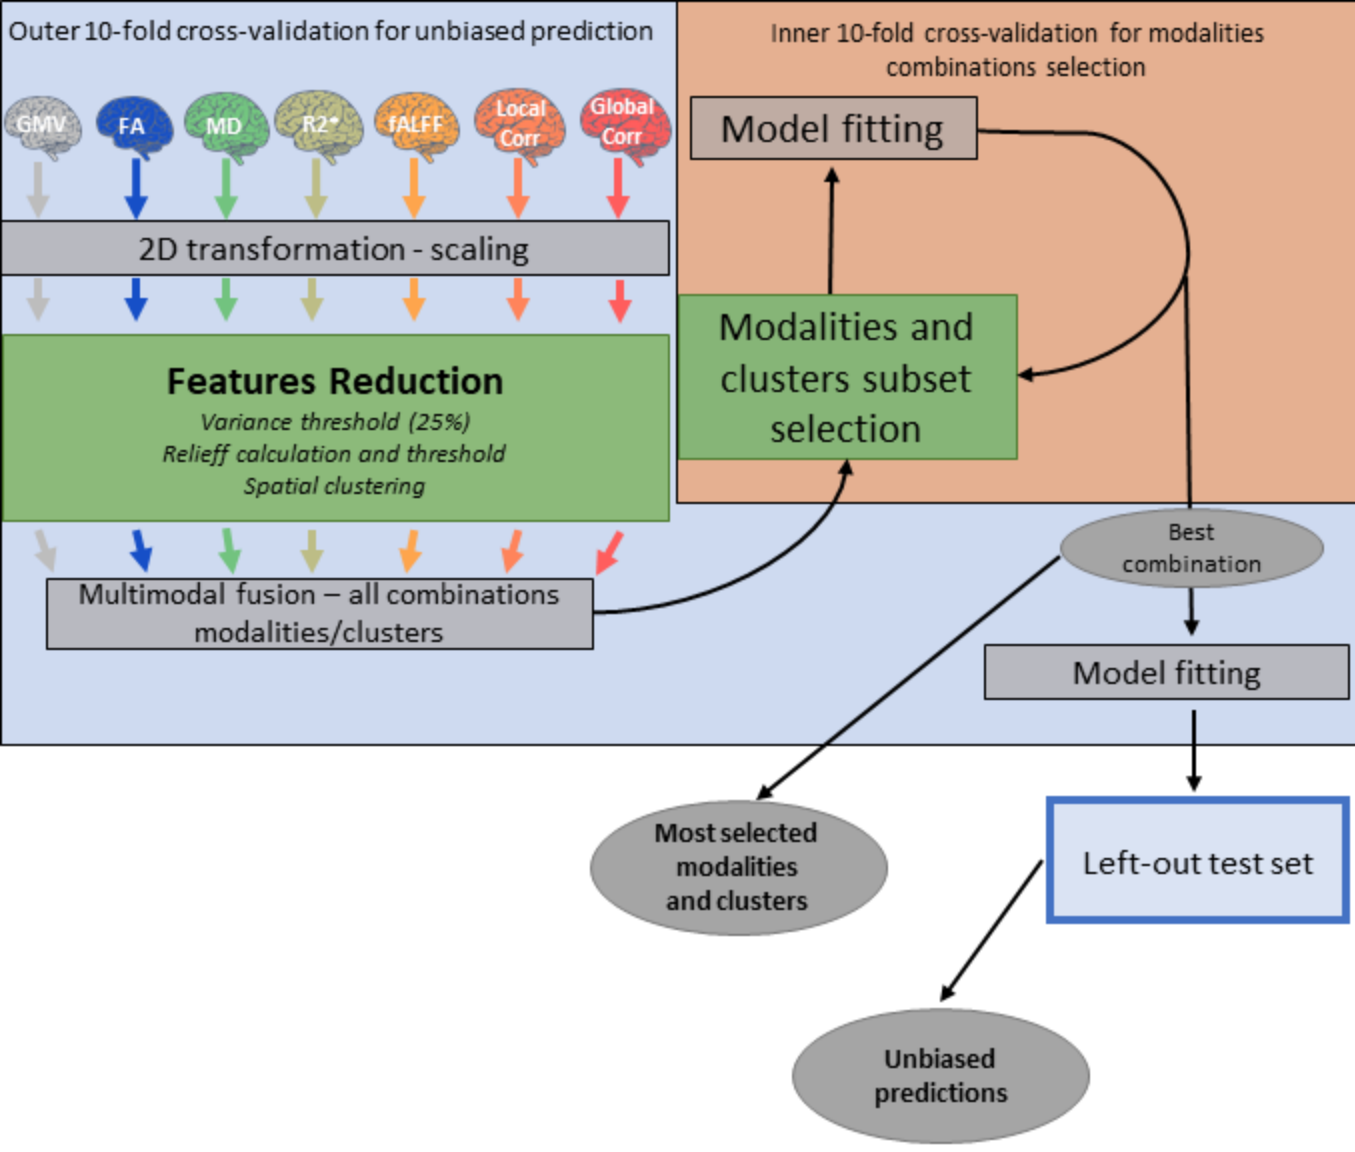 Outer 10-fold cross-validation for unbiased prediction
GMV
FA
MD
R2*
fALFF
Local
Corr
Global
Corr
2D transformation - scaling
Features Reduction
Variance threshold (25%)
Relieff calculation and threshold
Spatial clustering
Multimodal fusion – all combinations
modalities/clusters
Inner 10-fold cross-validation for modalities
combinations selection
Model fitting
Modalities and
clusters subset
selection
Best
combination
Model fitting
Most selected
modalities
and clusters
Left-out test set
Unbiased
predictions